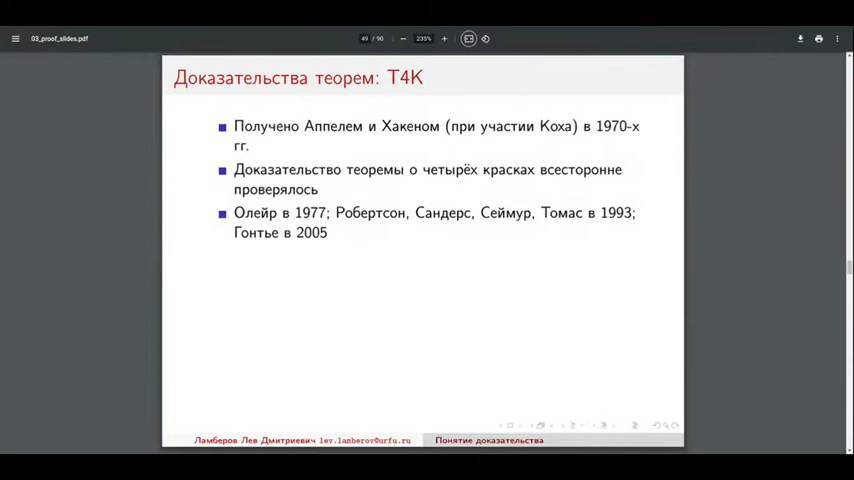 03_proof_slides.pdf
49 / 90
235%
Доказательства теорем: Т4К
Получено Аппелем и Хакеном (при участии Коха) в 1970-х
гг.
Доказательство теоремы о четырёх красках всесторонне
проверялось
Олейр в 1977; Робертсон, Сандерс, Сеймур, Томас в 1993;
Гонтье в 2005
Ламберов Лев Дмитриевич lev.lamberov@urfu.ru
Понятие доказательства